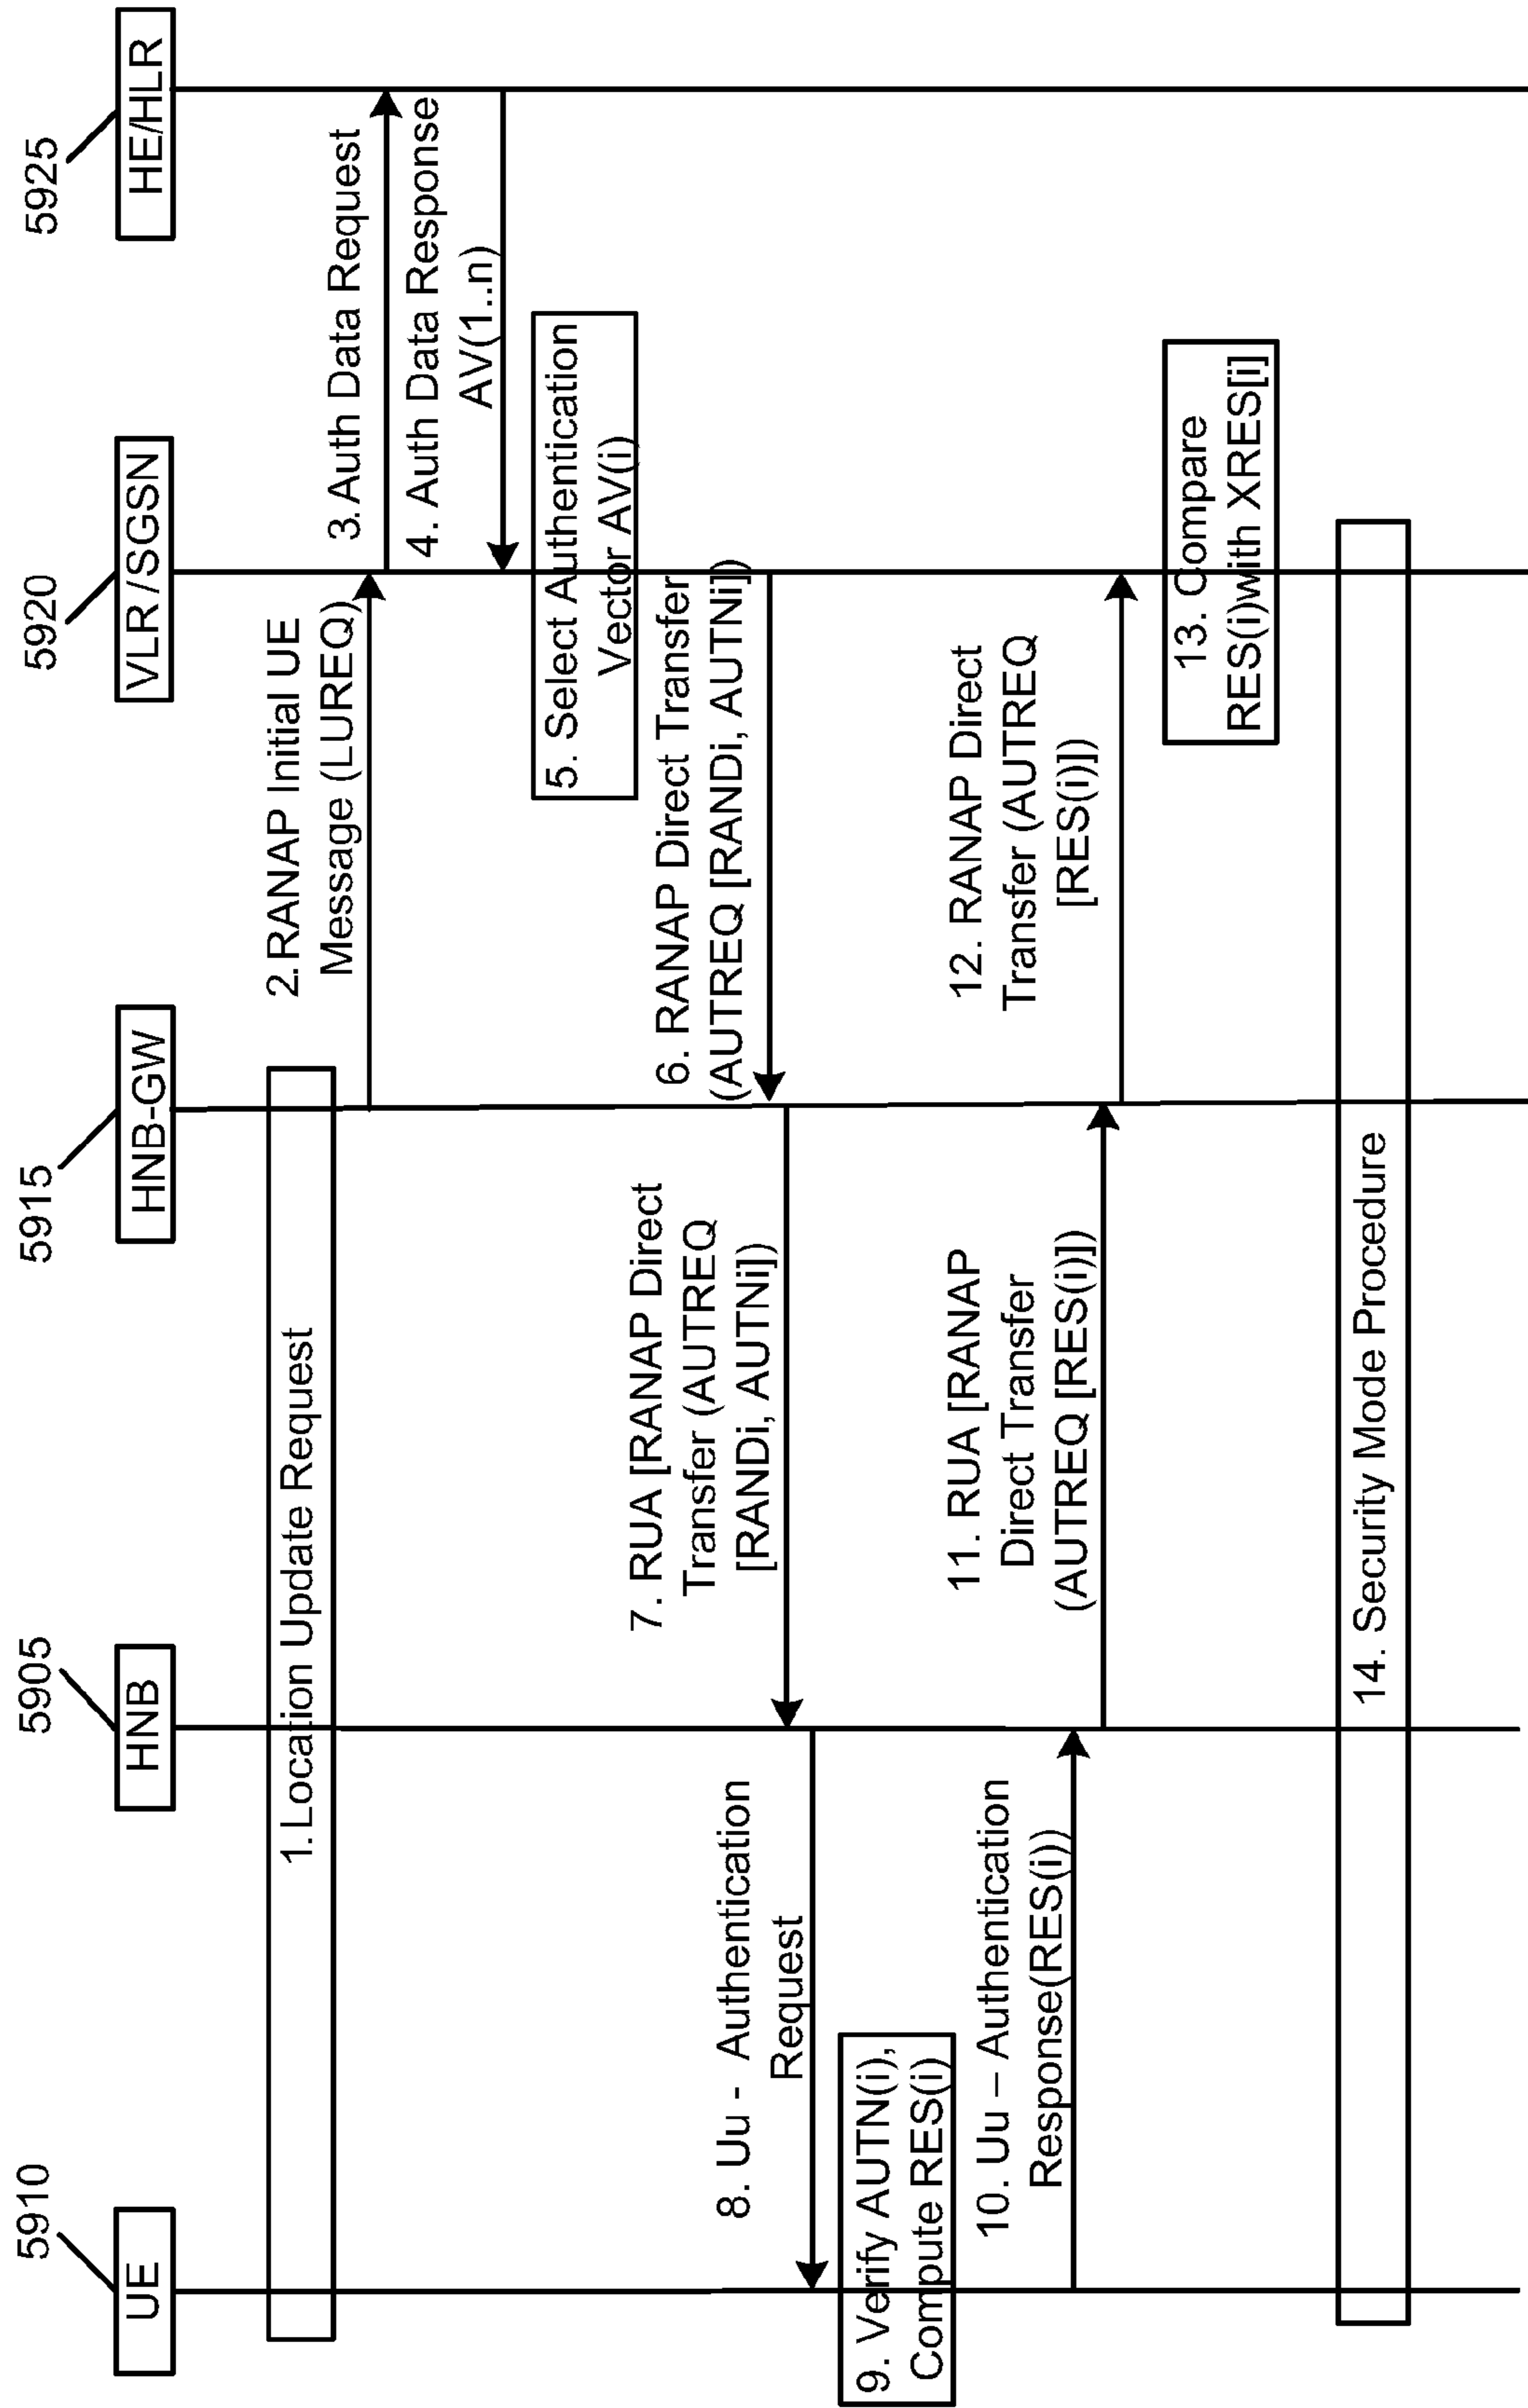 5910
5905
5915
5920
5925
UE
HNB
HNB-GW
VLR/SGSN
HE/HLR
1. Location Update Request
2.RANAP Initial UE
Message (LUREQ)
3. Auth Data Request
4. Auth Data Response
AV(1..n)
5. Select Authentication
Vector AV(i)
6. RANAP Direct Transfer
(AUTREQ [RANDi, AUTNi])
7. RUA [RANAP Direct
Transfer (AUTREQ
[RANDi, AUTNi])
8. Uu - Authentication
Request
9. Verify AUTN(i),
Compute RES(i)
10. Uu – Authentication
Response(RES(i))
11. RUA [RANAP
Direct Transfer
(AUTREQ [RES(i)])
12. RANAP Direct
Transfer (AUTREQ
[RES(i)])
13. Compare
RES(i)with XRES[i]
14. Security Mode Procedure